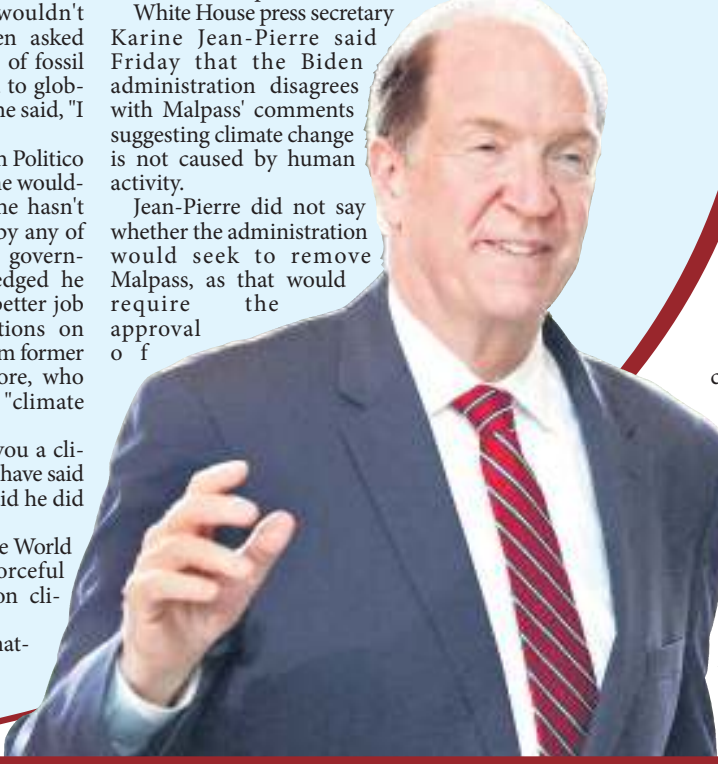 wouldn't
en asked
of fossil
to glob-
he said, "I
n Politico
he would-
he hasn't
by any of
govern-
edged he
better job
tions on
m former
ore, who
"climate
you a cli-
have said
id he did
e World
orceful
on cli-
hat-
White House press secretary
Karine Jean-Pierre said
Friday that the Biden
administration disagrees
with Malpass' comments
suggesting climate change
is not caused by human
activity.
Jean-Pierre did not say
whether the administration
would seek to remove
Malpass, as that would
require the
approval
o f
c